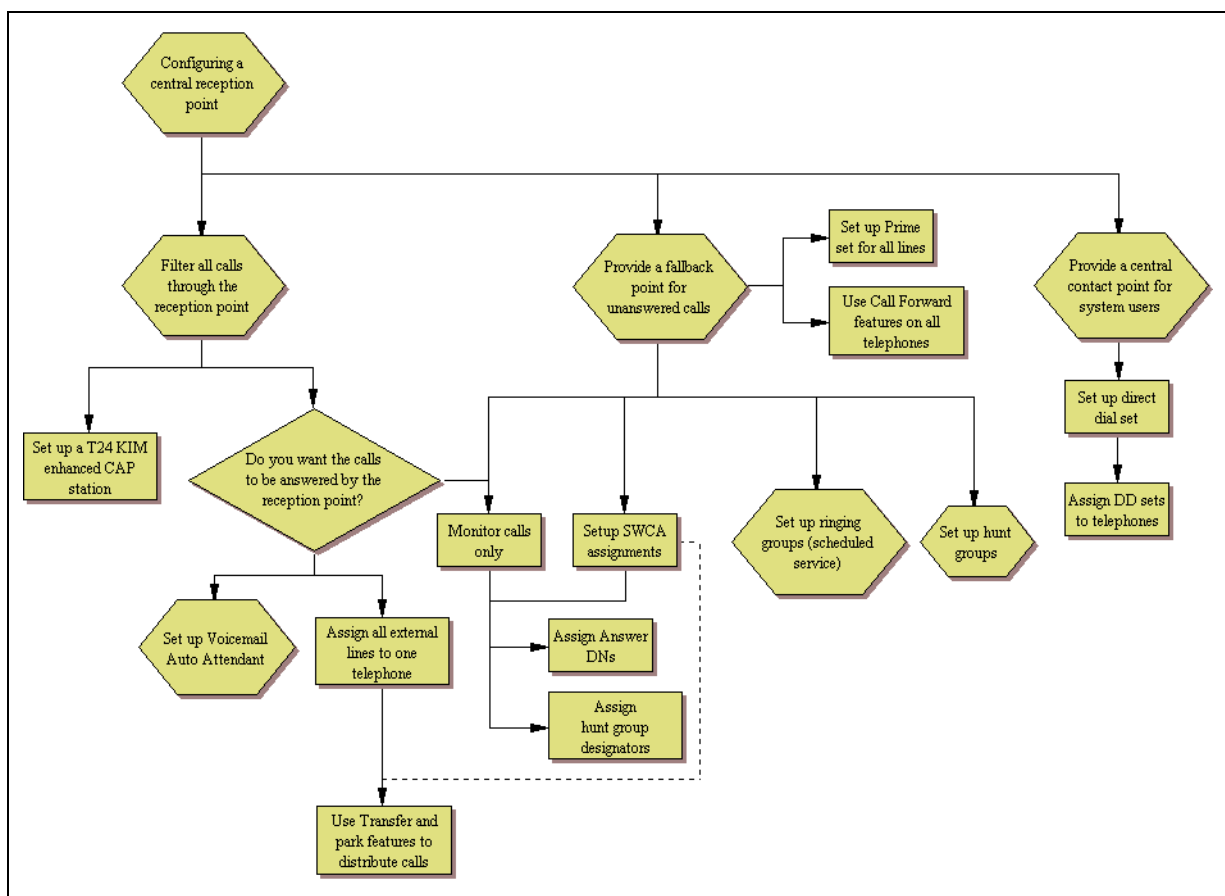 Configuring a
central reception
point
Filter all calls
through the
reception point
Provide a fallback
point for
unanswered calls
Set up Prime
set for all lines
Use Call Forward
features on all
telephones
Provide a central
contact point for
system users
Set up a T24 KIM
enhanced CAP
station
Do you want the calls
to be answered by the
reception point?
Set up direct
dial set
Monitor calls
only
Setup SWCA
assignments
Set up ringing
groups (scheduled
service)
Set up hunt
groups
Assign DD sets
to telephones
Set up Voicemail
Auto Attendant
Assign all external
lines to one
telephone
Assign Answer
DNs
Assign
hunt group
designators
Use Transfer and
park features to
distribute calls